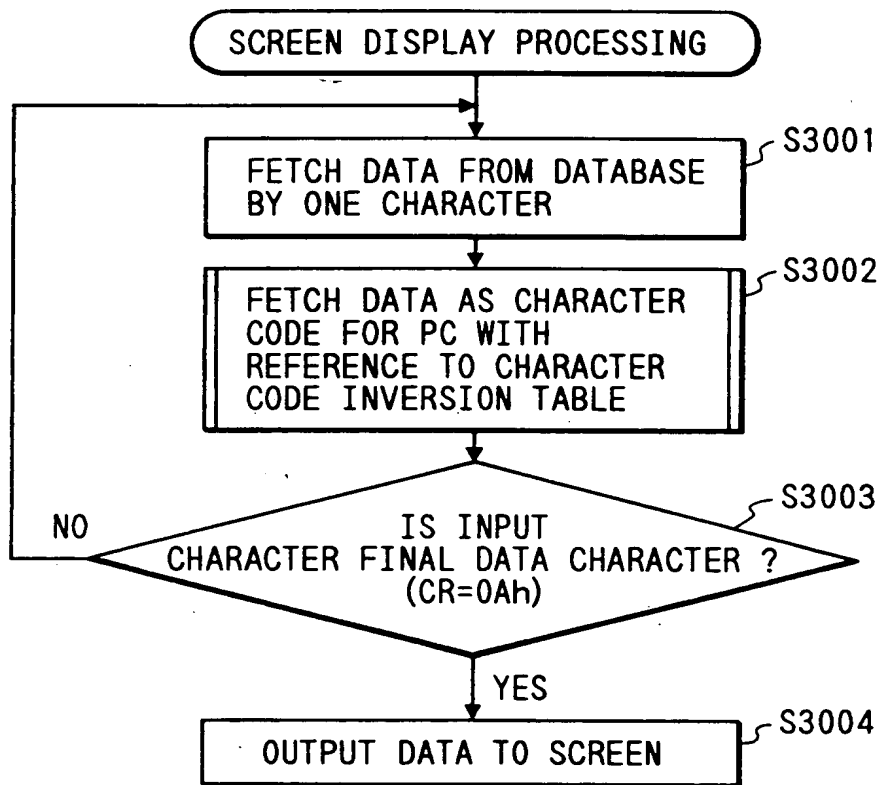 SCREEN DISPLAY PROCESSING
S3001
FETCH DATA FROM DATABASE
BY ONE CHARACTER
S3002
FETCH DATA AS CHARACTER
CODE FOR PC WITH
REFERENCE TO CHARACTER
CODE INVERSION TABLE
S3003
NO
IS INPUT
CHARACTER FINAL DATA CHARACTER ?
(CR=0Ah)
YES
S3004
OUTPUT DATA TO SCREEN